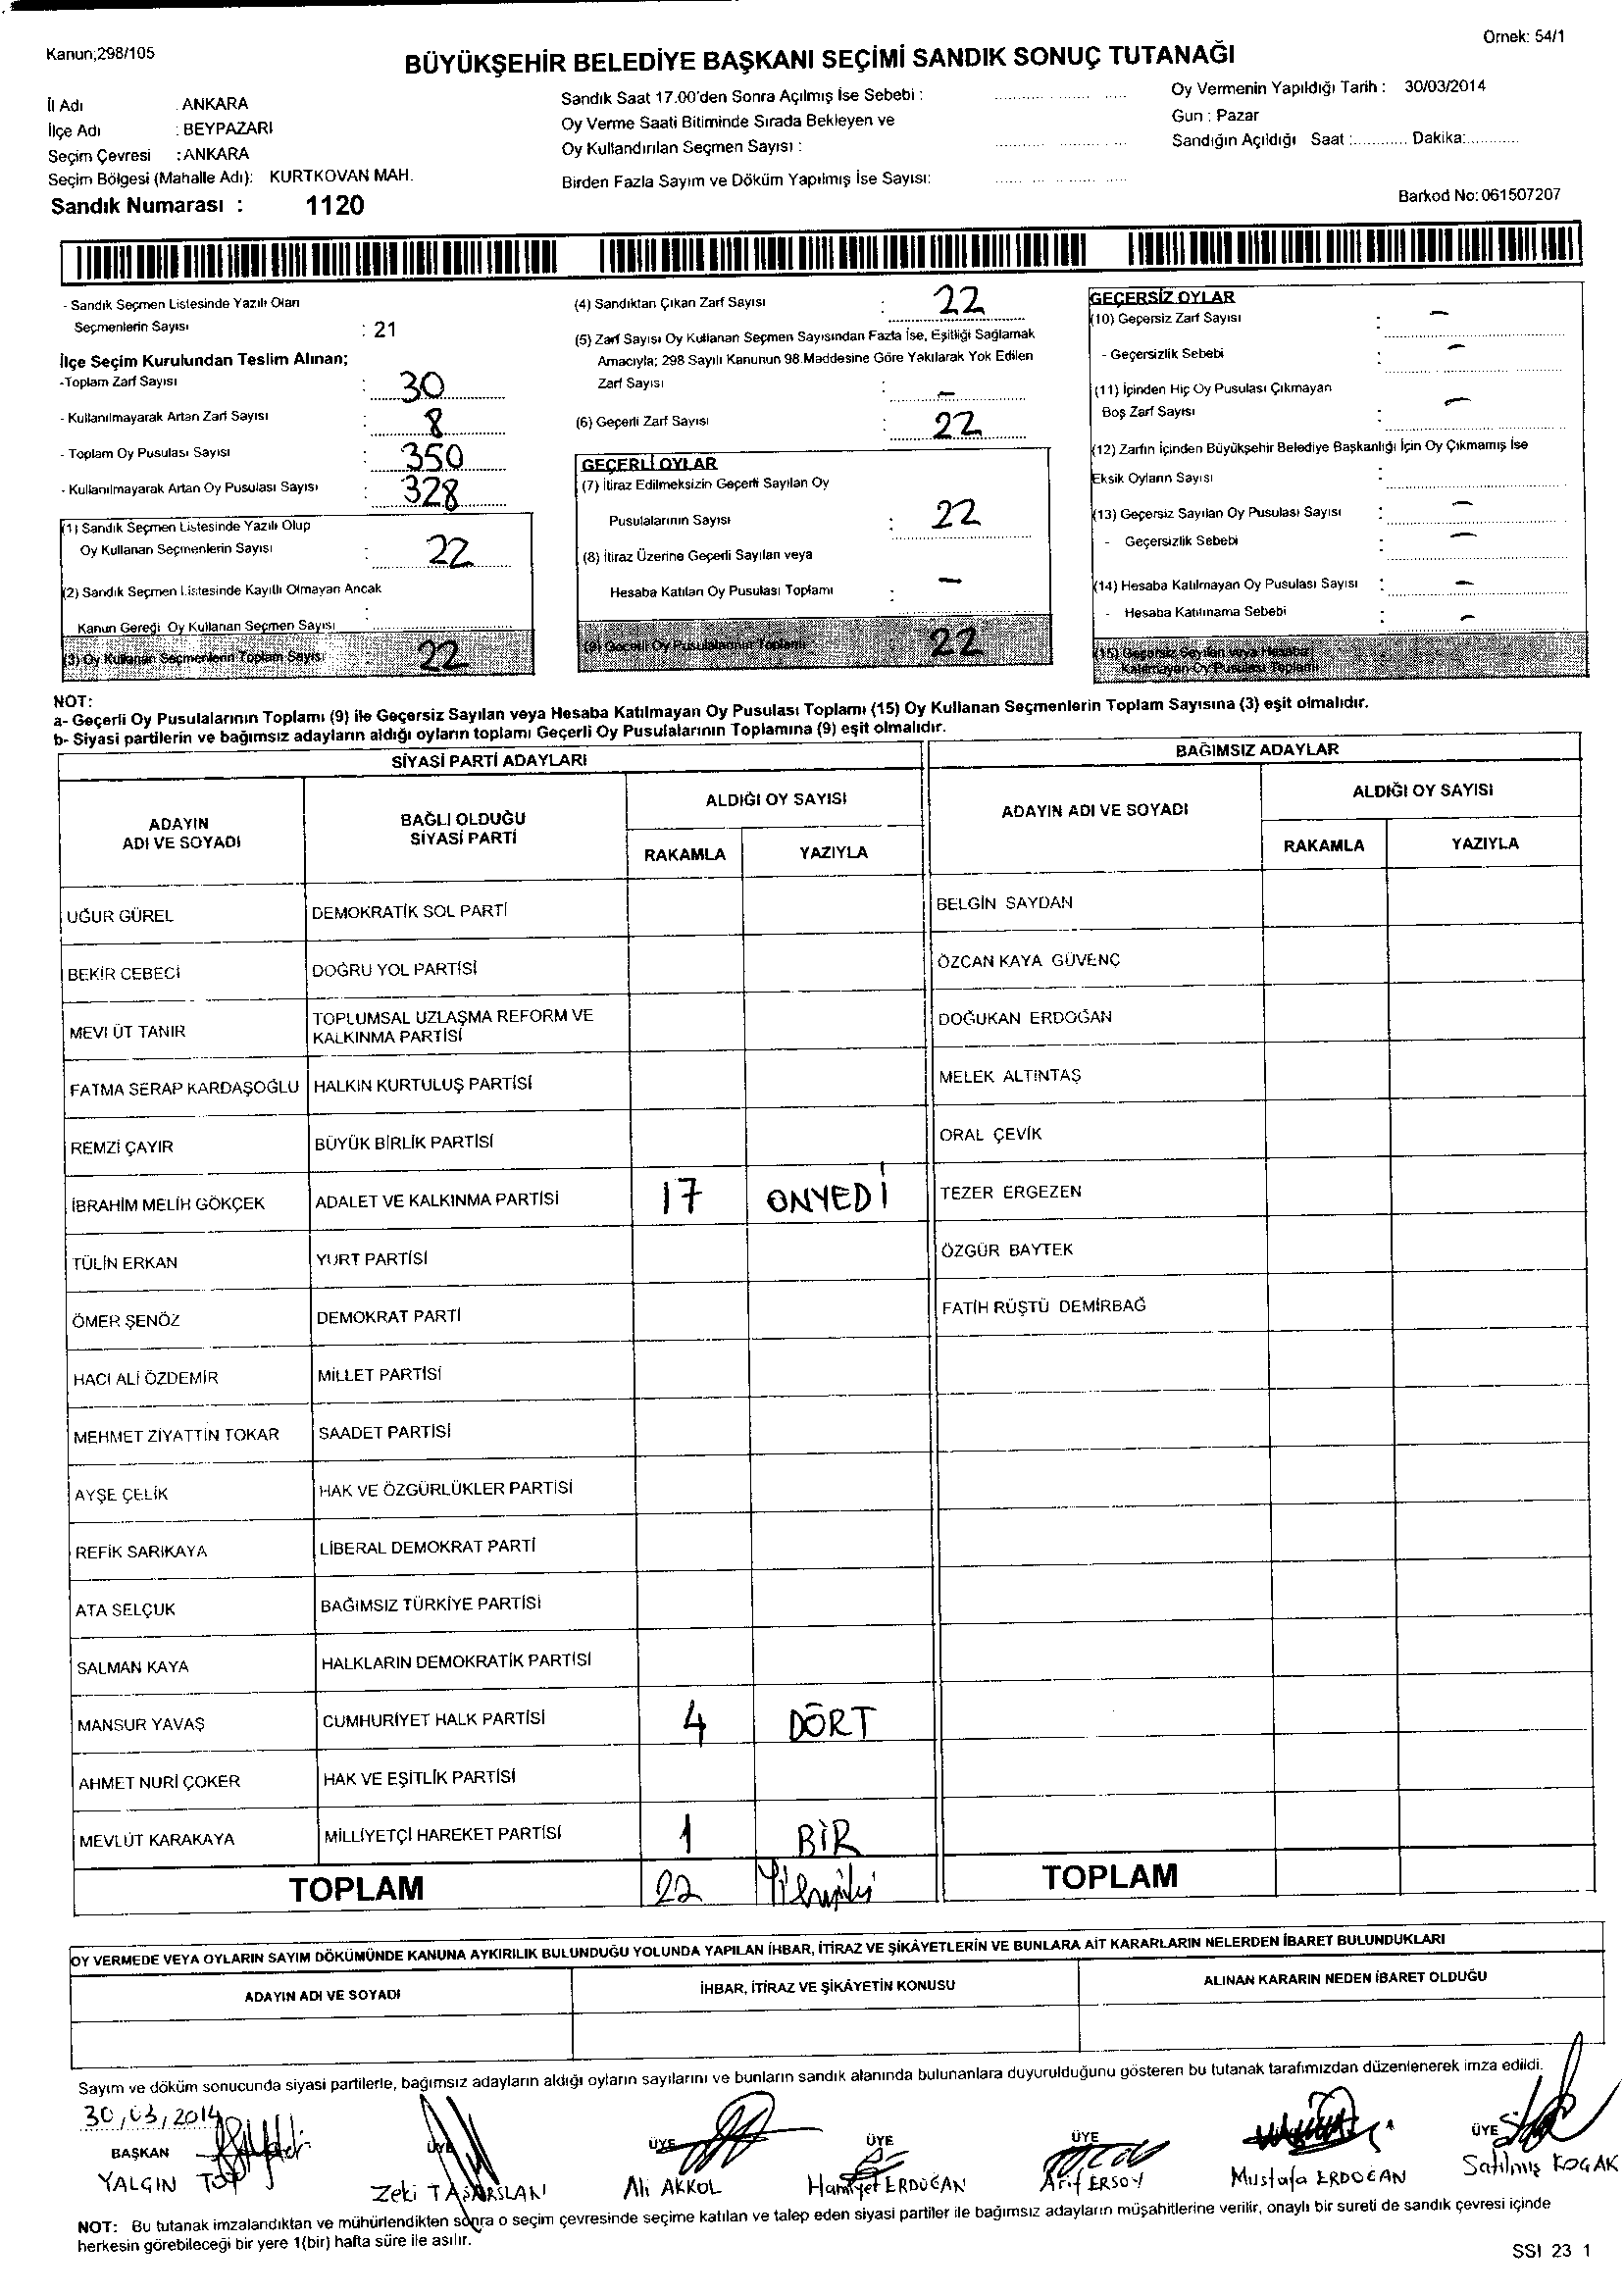 Kanun;298/105
Örnek: 54/1
BÜYÜKŞEHİR BELEDİYE BAŞKANI SEÇİMİ SANDIK SONUÇ TUTANAĞI
İl Adı : ANKARA
İlçe Adı : BEYPAZARI
Seçim Çevresi : ANKARA
Seçim Bölgesi (Mahalle Adı): KURTKOVAN MAH.
Sandık Numarası : 1120
Sandık Saat 17.00'den Sonra Açılmış İse Sebebi :
Oy Verme Saati Bitiminde Sırada Bekleyen ve
Oy Kullandırılan Seçmen Sayısı :
Birden Fazla Sayım ve Döküm Yapılmış İse Sayısı:
Oy Vermenin Yapıldığı Tarih : 30/03/2014
Gün : Pazar
Sandığın Açıldığı Saat :............ Dakika:............
Barkod No: 061507207
- Sandık Seçmen Listesinde Yazılı Olan
Seçmenlerin Sayısı : 21
İlçe Seçim Kurulundan Teslim Alınan;
-Toplam Zarf Sayısı : 30
- Kullanılmayarak Artan Zarf Sayısı : 8
- Toplam Oy Pusulası Sayısı : 350
- Kullanılmayarak Artan Oy Pusulası Sayısı : 328
(1) Sandık Seçmen Listesinde Yazılı Olup
Oy Kullanan Seçmenlerin Sayısı : 22
(2) Sandık Seçmen Listesinde Kayıtlı Olmayan Ancak
Kanun Gereği Oy Kullanan Seçmen Sayısı :
(3) Oy Kullanan Seçmenlerin Toplam Sayısı : 22
(4) Sandıktan Çıkan Zarf Sayısı : 22
(5) Zarf Sayısı Oy Kullanan Seçmen Sayısından Fazla İse, Eşitliği Sağlamak
Amacıyla; 298 Sayılı Kanunun 98.Maddesine Göre Yakılarak Yok Edilen
Zarf Sayısı : –
(6) Geçerli Zarf Sayısı : 22
GEÇERLİ OYLAR
(7) İtiraz Edilmeksizin Geçerli Sayılan Oy
Pusulalarının Sayısı : 22
(8) İtiraz Üzerine Geçerli Sayılan veya
Hesaba Katılan Oy Pusulası Toplamı : –
(9) Geçerli Oy Pusulalarının Toplamı : 22
GEÇERSİZ OYLAR
(10) Geçersiz Zarf Sayısı : –
- Geçersizlik Sebebi : –
(11) İçinden Hiç Oy Pusulası Çıkmayan
Boş Zarf Sayısı : –
(12) Zarfın İçinden Büyükşehir Belediye Başkanlığı İçin Oy Çıkmamış İse
Eksik Oyların Sayısı :
(13) Geçersiz Sayılan Oy Pusulası Sayısı : –
- Geçersizlik Sebebi : –
(14) Hesaba Katılmayan Oy Pusulası Sayısı : –
- Hesaba Katılmama Sebebi : –
(15) Geçersiz Sayılan veya Hesaba
Katılmayan Oy Pusulası Toplamı
NOT:
a- Geçerli Oy Pusulalarının Toplamı (9) ile Geçersiz Sayılan veya Hesaba Katılmayan Oy Pusulası Toplamı (15) Oy Kullanan Seçmenlerin Toplam Sayısına (3) eşit olmalıdır.
b- Siyasi partilerin ve bağımsız adayların aldığı oyların toplamı Geçerli Oy Pusulalarının Toplamına (9) eşit olmalıdır.
SİYASİ PARTİ ADAYLARI
ADAYIN ADI VE SOYADI
BAĞLI OLDUĞU SİYASİ PARTİ
ALDIĞI OY SAYISI
RAKAMLA YAZIYLA
UĞUR GÜREL DEMOKRATİK SOL PARTİ
BEKİR CEBECİ DOĞRU YOL PARTİSİ
MEVLÜT TANIR TOPLUMSAL UZLAŞMA REFORM VE
KALKINMA PARTİSİ
FATMA SERAP KARDAŞOĞLU HALKIN KURTULUŞ PARTİSİ
REMZİ ÇAYIR BÜYÜK BİRLİK PARTİSİ
İBRAHİM MELİH GÖKÇEK ADALET VE KALKINMA PARTİSİ 17 ONYEDİ
TÜLİN ERKAN YURT PARTİSİ
ÖMER ŞENÖZ DEMOKRAT PARTİ
HACI ALİ ÖZDEMİR MİLLET PARTİSİ
MEHMET ZİYATTİN TOKAR SAADET PARTİSİ
AYŞE ÇELİK HAK VE ÖZGÜRLÜKLER PARTİSİ
REFİK SARIKAYA LİBERAL DEMOKRAT PARTİ
ATA SELÇUK BAĞIMSIZ TÜRKİYE PARTİSİ
SALMAN KAYA HALKLARIN DEMOKRATİK PARTİSİ
MANSUR YAVAŞ CUMHURİYET HALK PARTİSİ 4 DÖRT
AHMET NURİ ÇOKER HAK VE EŞİTLİK PARTİSİ
MEVLÜT KARAKAYA MİLLİYETÇİ HAREKET PARTİSİ 1 BİR
TOPLAM 22 Yirmiiki
BAĞIMSIZ ADAYLAR
ADAYIN ADI VE SOYADI
ALDIĞI OY SAYISI
RAKAMLA YAZIYLA
BELGİN SAYDAN
ÖZCAN KAYA GÜVENÇ
DOĞUKAN ERDOĞAN
MELEK ALTINTAŞ
ORAL ÇEVİK
TEZER ERGEZEN
ÖZGÜR BAYTEK
FATİH RÜŞTÜ DEMİRBAĞ
TOPLAM
OY VERMEDE VEYA OYLARIN SAYIM DÖKÜMÜNDE KANUNA AYKIRILIK BULUNDUĞU YOLUNDA YAPILAN İHBAR, İTİRAZ VE ŞİKÂYETLERİN VE BUNLARA AİT KARARLARIN NELERDEN İBARET BULUNDUKLARI
ADAYIN ADI VE SOYADI İHBAR, İTİRAZ VE ŞİKÂYETİN KONUSU ALINAN KARARIN NEDEN İBARET OLDUĞU
Sayım ve döküm sonucunda siyasi partilerle, bağımsız adayların aldığı oyların sayılarını ve bunların sandık alanında bulunanlara duyurulduğunu gösteren bu tutanak tarafımızdan düzenlenerek imza edildi.
30,03,2014
BAŞKAN ÜYE ÜYE ÜYE ÜYE ÜYE
YALÇIN TOP Zeki TAŞARSLAN Ali AKKOL Hamiyet ERDOĞAN Arif ERSOY Mustafa ERDOĞAN Satılmış KOÇAK
NOT: Bu tutanak imzalandıktan ve mühürlendikten sonra o seçim çevresinde seçime katılan ve talep eden siyasi partiler ile bağımsız adayların müşahitlerine verilir, onaylı bir sureti de sandık çevresi içinde
herkesin görebileceği bir yere 1(bir) hafta süre ile asılır.
SSI 23 1